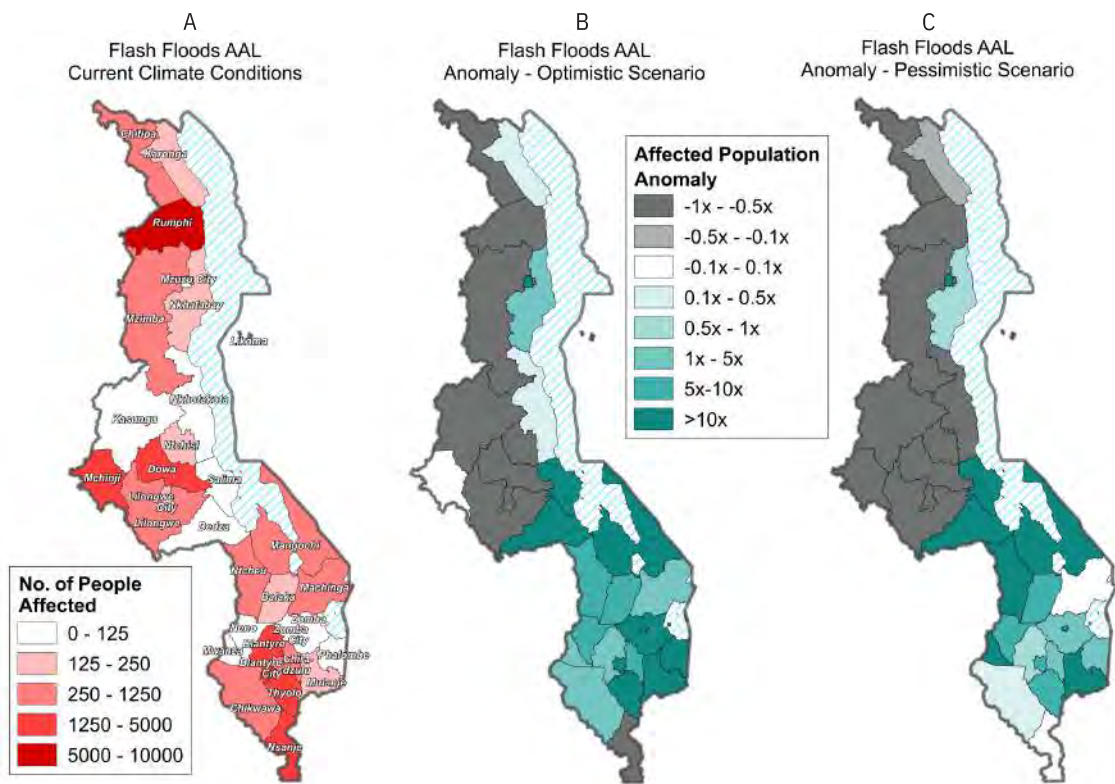 A
Flash Floods AAL
Current Climate Conditions
B
Flash Floods AAL
Anomaly - Optimistic Scenario
C
Flash Floods AAL
Anomaly - Pessimistic Scenario
Chitipa
Karonga
Rumphi
Mzuzu City
Nkhatabay
Mzimba
Likoma
Nkhotakota
Kasungu
Ntchisi
Dowa
Mchinji
Salima
Lilongwe
City
Lilongwe
Dedza
Mangochi
Ntcheu
Machinga
Balaka
Zomba
Neno
Zomba
City
Blantyre
Mwanza
Phalombe
Blantyre
City
Chira
dzulu
Mulanje
Thyolo
Chikwawa
Nsanje
No. of People
Affected
0 - 125
125 - 250
250 - 1250
1250 - 5000
5000 - 10000
Affected Population
Anomaly
-1x - -0.5x
-0.5x - -0.1x
-0.1x - 0.1x
0.1x - 0.5x
0.5x - 1x
1x - 5x
5x-10x
>10x